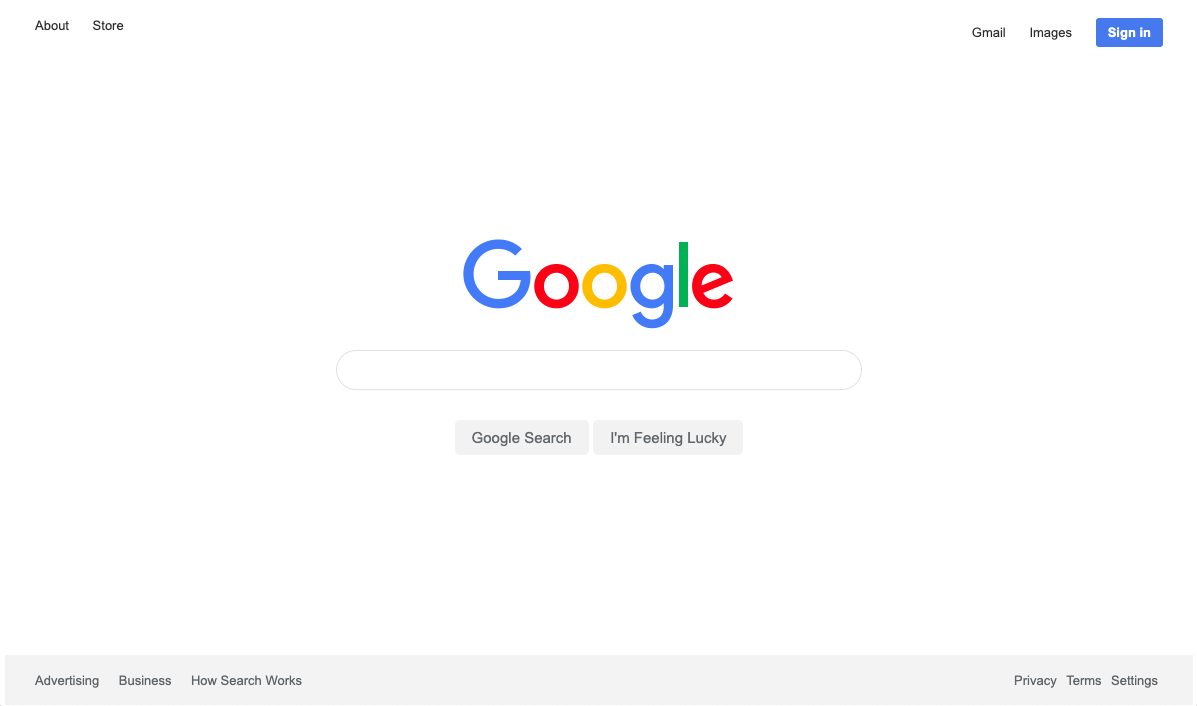 About Store
Gmail Images Sign in
Google
Google Search I'm Feeling Lucky
Advertising Business How Search Works
Privacy Terms Settings